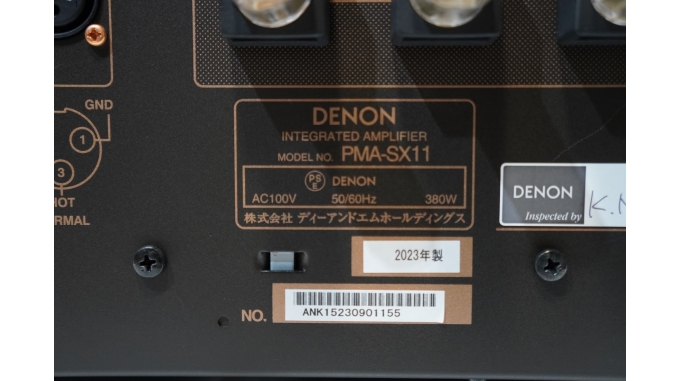 GND
1
3
HOT
RMAL
DENON
INTEGRATED AMPLIFIER
MODEL NO. PMA-SX11
PSE DENON
AC100V 50/60Hz 380W
株式会社 ディーアンドエムホールディングス
DENON
Inspected by K.
2023年製
NO. ANK15230901155